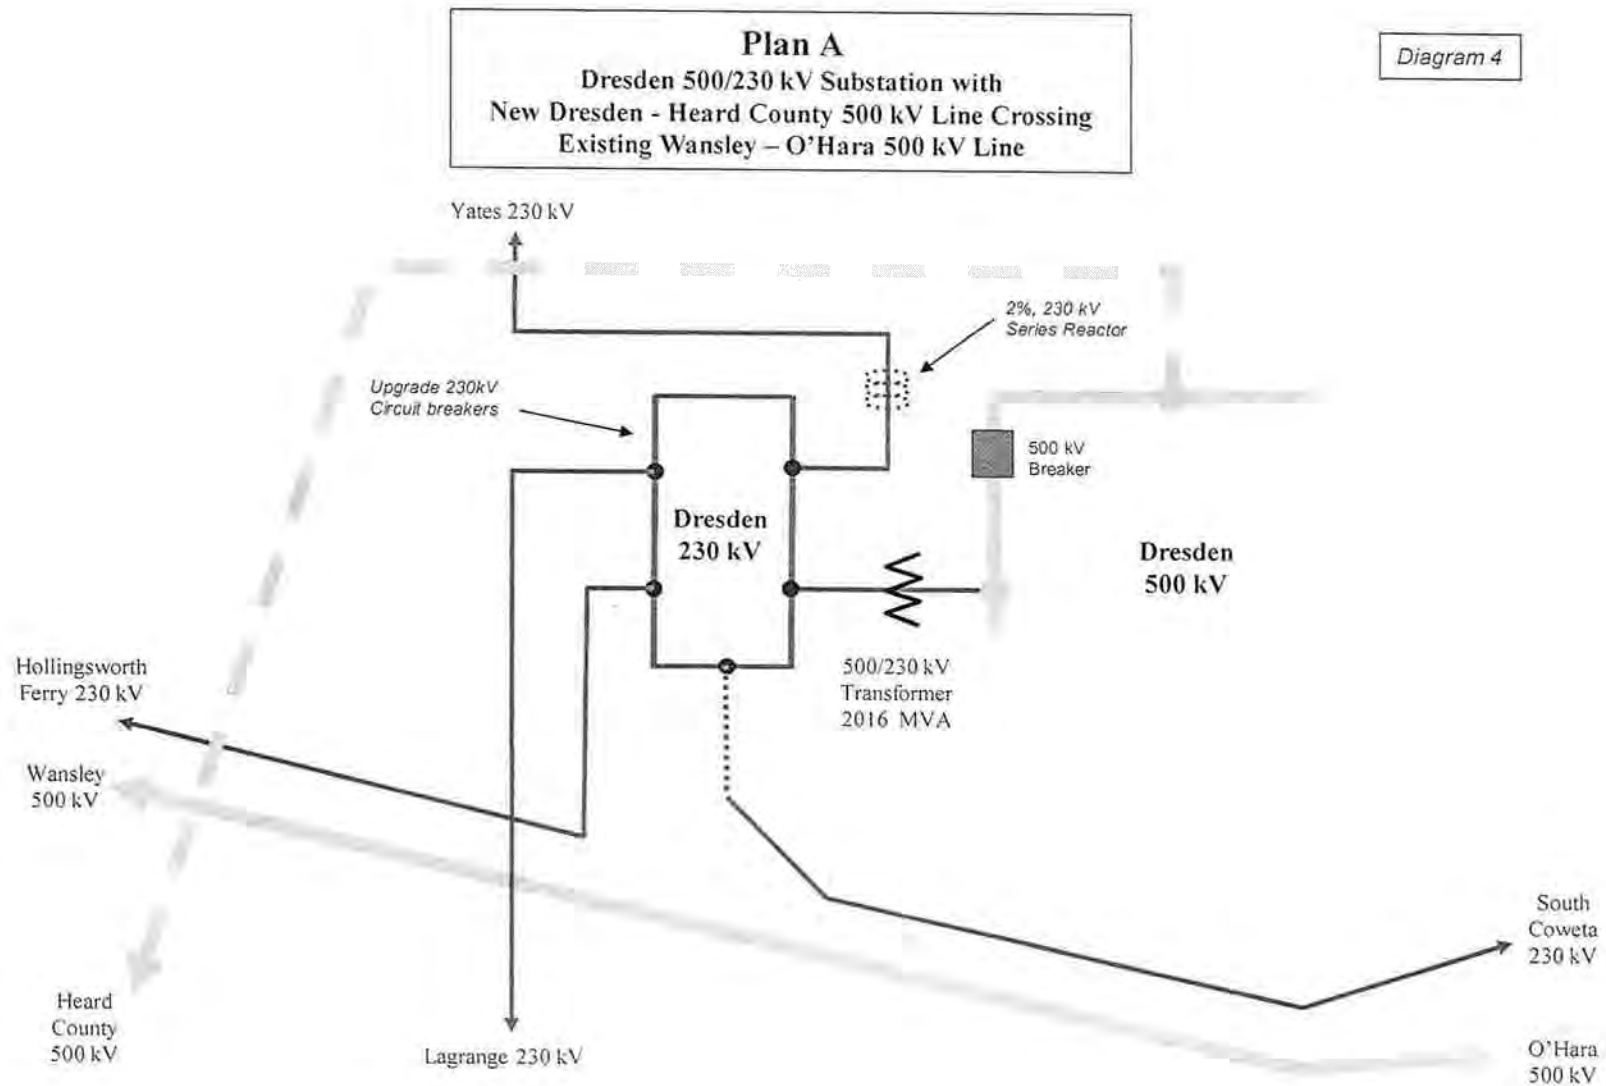 Plan A
Dresden 500/230 kV Substation with
New Dresden - Heard County 500 kV Line Crossing
Existing Wansley – O'Hara 500 kV Line
Diagram 4
Yates 230 kV
2%, 230 kV
Series Reactor
Upgrade 230kV
Circuit breakers
500 kV
Breaker
Dresden
230 kV
Dresden
500 kV
Hollingsworth
Ferry 230 kV
500/230 kV
Transformer
2016 MVA
Wansley
500 kV
South
Coweta
230 kV
Heard
County
500 kV
Lagrange 230 kV
O'Hara
500 kV